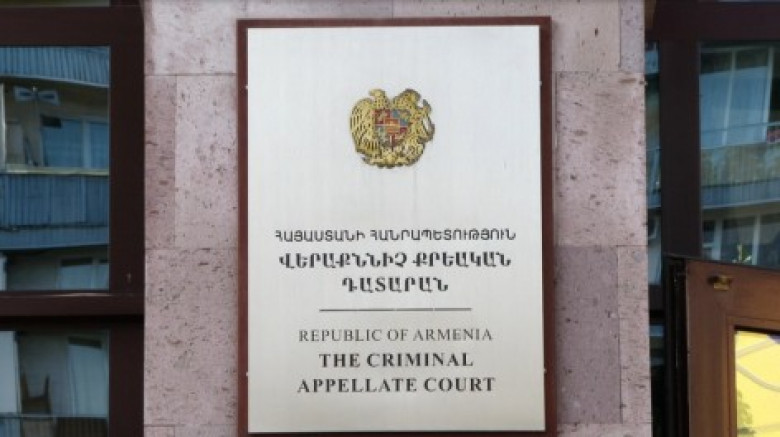 ՀԱՅԱՍՏԱՆԻ ՀԱՆՐԱՊԵՏՈՒԹՅՈՒՆ
ՎԵՐԱՔՆՆԻՉ ՔՐԵԱԿԱՆ
ԴԱՏԱՐԱՆ
REPUBLIC OF ARMENIA
THE CRIMINAL
APPELLATE COURT